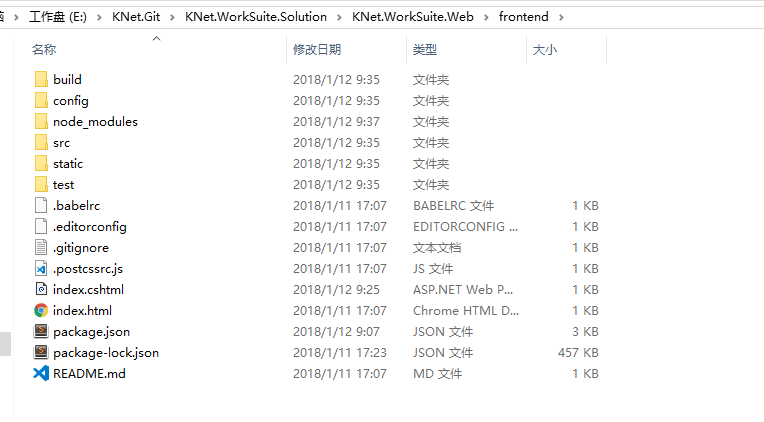 工作盘 (E:) > KNet.Git > KNet.WorkSuite.Solution > KNet.WorkSuite.Web > frontend >
名称 修改日期 类型 大小
build 2018/1/12 9:35 文件夹
config 2018/1/12 9:35 文件夹
node_modules 2018/1/12 9:37 文件夹
src 2018/1/12 9:35 文件夹
static 2018/1/12 9:35 文件夹
test 2018/1/12 9:35 文件夹
.babelrc 2018/1/11 17:07 BABELRC 文件 1 KB
.editorconfig 2018/1/11 17:07 EDITORCONFIG ... 1 KB
.gitignore 2018/1/11 17:07 文本文档 1 KB
.postcssrc.js 2018/1/11 17:07 JS 文件 1 KB
index.cshtml 2018/1/12 9:25 ASP.NET Web P... 1 KB
index.html 2018/1/11 17:07 Chrome HTML D... 1 KB
package.json 2018/1/12 9:07 JSON 文件 3 KB
package-lock.json 2018/1/11 17:23 JSON 文件 457 KB
README.md 2018/1/11 17:07 MD 文件 1 KB